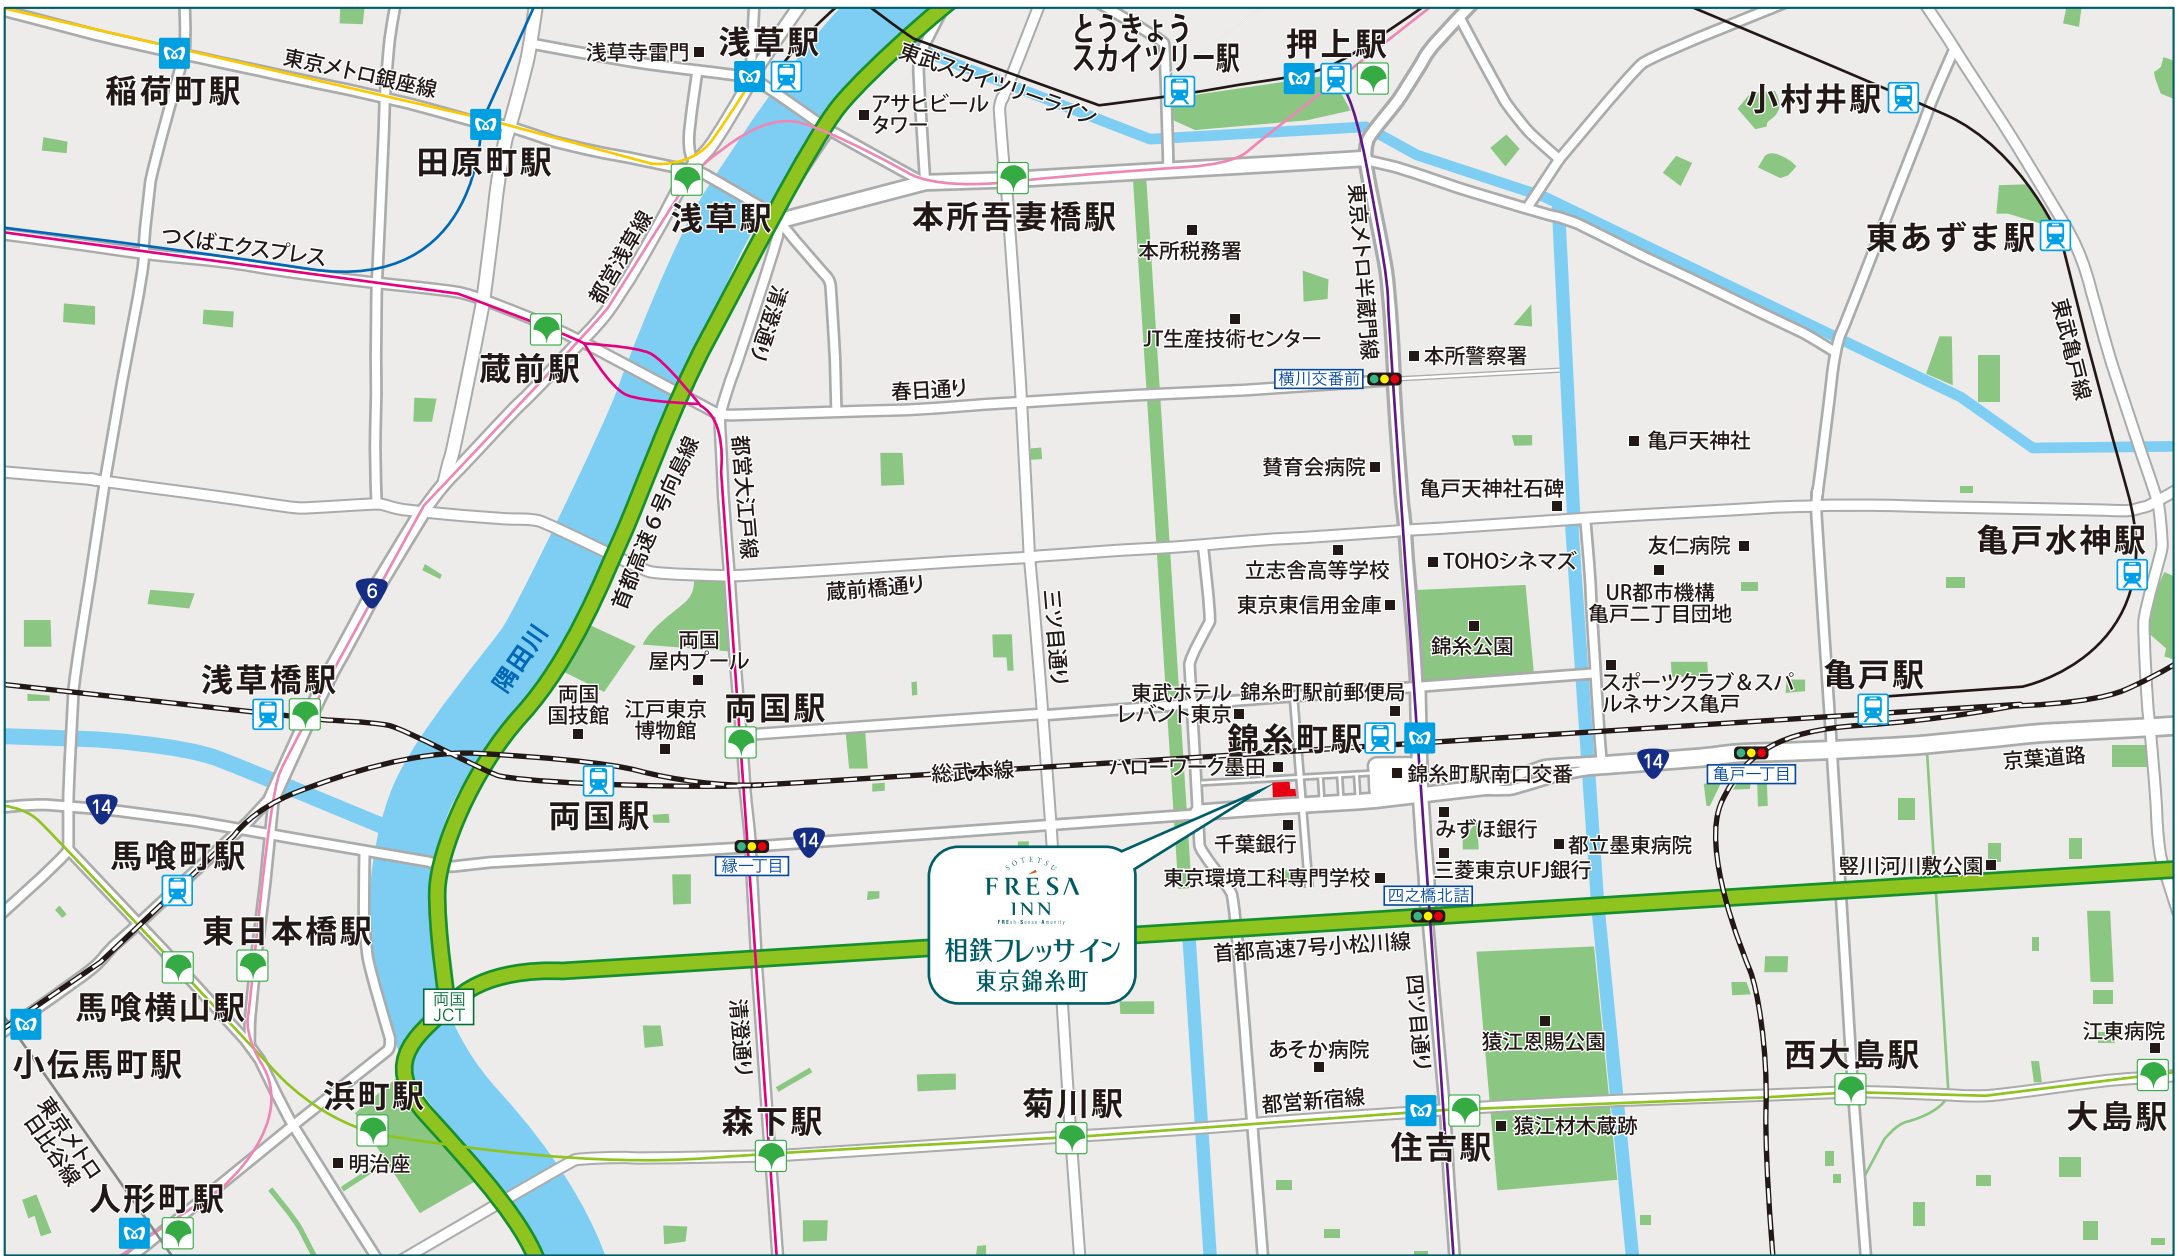 稲荷町駅
東京メトロ銀座線
浅草寺雷門
浅草駅
田原町駅
アサヒビール
タワー
東武スカイツリーライン
とうきょう
スカイツリー駅
押上駅
小村井駅
浅草駅
本所吾妻橋駅
東あずま駅
つくばエクスプレス
都営浅草線
清澄通り
本所税務署
JT生産技術センター
東京メトロ半蔵門線
本所警察署
横川交番前
東武亀戸線
蔵前駅
春日通り
亀戸天神社
賛育会病院
亀戸天神社石碑
首都高速6号向島線
都営大江戸線
蔵前橋通り
三ツ目通り
立志舎高等学校
TOHOシネマズ
友仁病院
亀戸水神駅
東京東信用金庫
UR都市機構
亀戸二丁目団地
錦糸公園
6
隅田川
両国
屋内プール
両国
国技館
江戸東京
博物館
両国駅
浅草橋駅
東武ホテル
レバント東京
錦糸町駅前郵便局
スポーツクラブ&スパ
ルネサンス亀戸
亀戸駅
錦糸町駅
総武本線
ハローワーク墨田
錦糸町駅南口交番
14
亀戸一丁目
京葉道路
両国駅
14
馬喰町駅
14
緑一丁目
千葉銀行
みずほ銀行
三菱東京UFJ銀行
都立墨東病院
竪川河川敷公園
東京環境工科専門学校
四之橋北詰
SOTETSU
FRESA
INN
FREsh·Sense·Amenity
相鉄フレッサイン
東京錦糸町
首都高速7号小松川線
東日本橋駅
馬喰横山駅
両国
JCT
清澄通り
四ツ目通り
猿江恩賜公園
あそか病院
江東病院
西大島駅
小伝馬町駅
浜町駅
東京メトロ
日比谷線
明治座
森下駅
菊川駅
都営新宿線
住吉駅
猿江材木蔵跡
大島駅
人形町駅